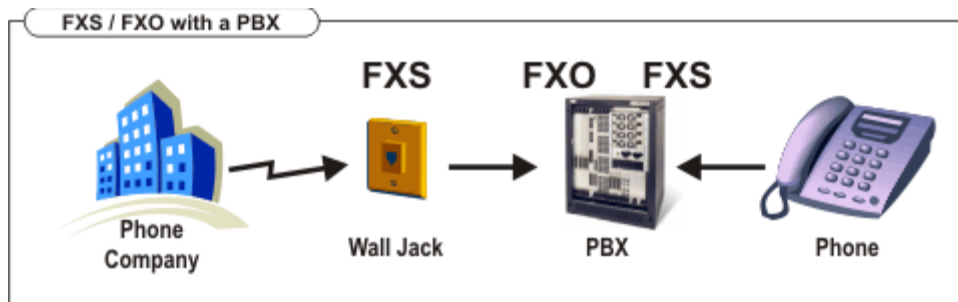 FXS / FXO with a PBX
FXS
FXO
FXS
Phone
Company
Wall Jack
PBX
Phone